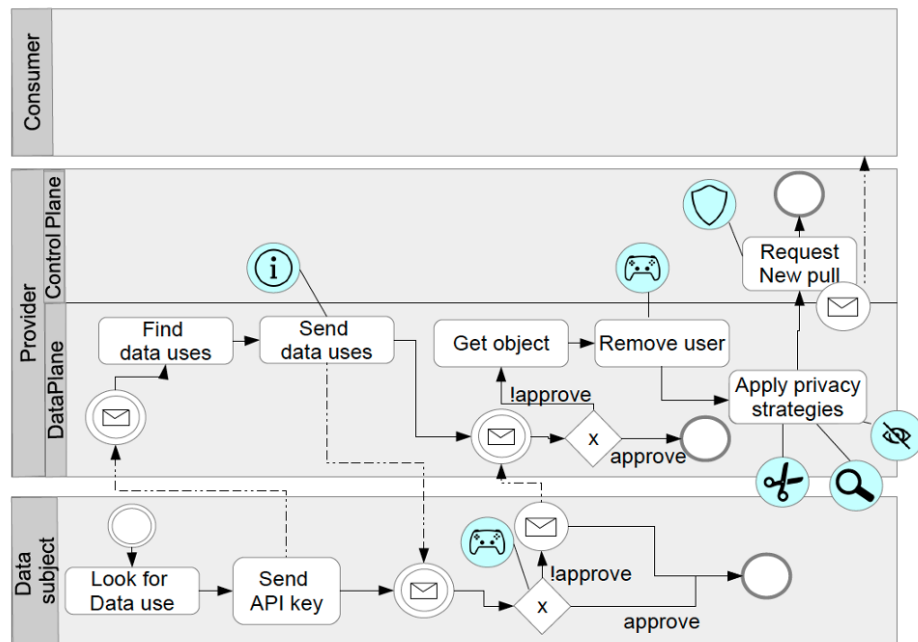 Consumer
Provider
Control Plane
Request
New pull
DataPlane
Find
data uses
Send
data uses
Get object
Remove user
Apply privacy
strategies
!approve
x
approve
Data
subject
Look for
Data use
Send
API key
!approve
x
approve